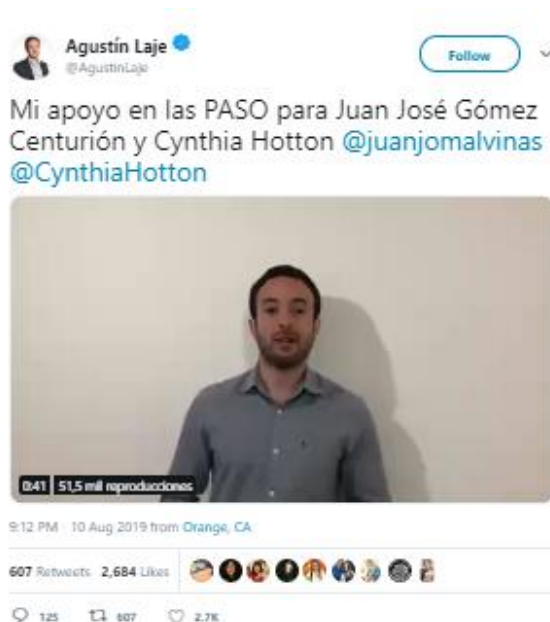 Agustín Laje
@AgustinLaje
Follow
Mi apoyo en las PASO para Juan José Gómez
Centurión y Cynthia Hotton @juanjomalvinas
@CynthiaHotton
0:41 51,5 mil reproducciones
9:12 PM · 10 Aug 2019 from Orange, CA
607 Retweets 2,684 Likes
125 607 2.7K